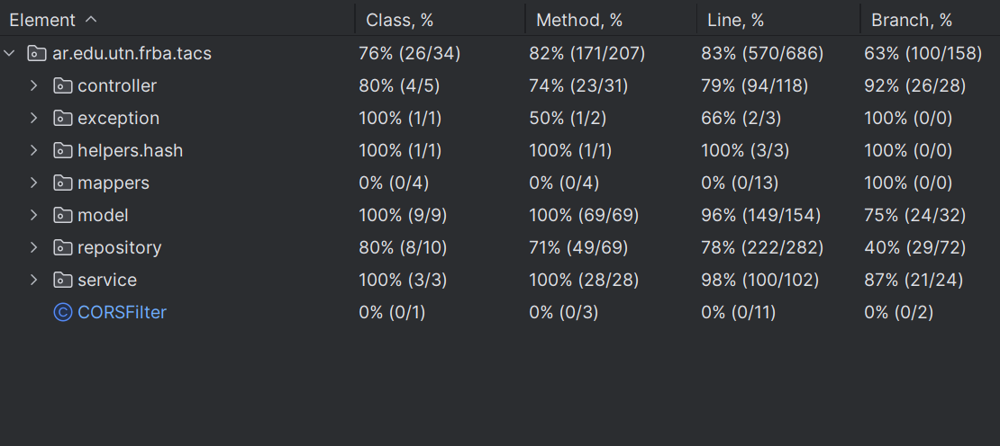 Element Class, % Method, % Line, % Branch, %
ar.edu.utn.frba.tacs 76% (26/34) 82% (171/207) 83% (570/686) 63% (100/158)
controller 80% (4/5) 74% (23/31) 79% (94/118) 92% (26/28)
exception 100% (1/1) 50% (1/2) 66% (2/3) 100% (0/0)
helpers.hash 100% (1/1) 100% (1/1) 100% (3/3) 100% (0/0)
mappers 0% (0/4) 0% (0/4) 0% (0/13) 100% (0/0)
model 100% (9/9) 100% (69/69) 96% (149/154) 75% (24/32)
repository 80% (8/10) 71% (49/69) 78% (222/282) 40% (29/72)
service 100% (3/3) 100% (28/28) 98% (100/102) 87% (21/24)
CORSFilter 0% (0/1) 0% (0/3) 0% (0/11) 0% (0/2)